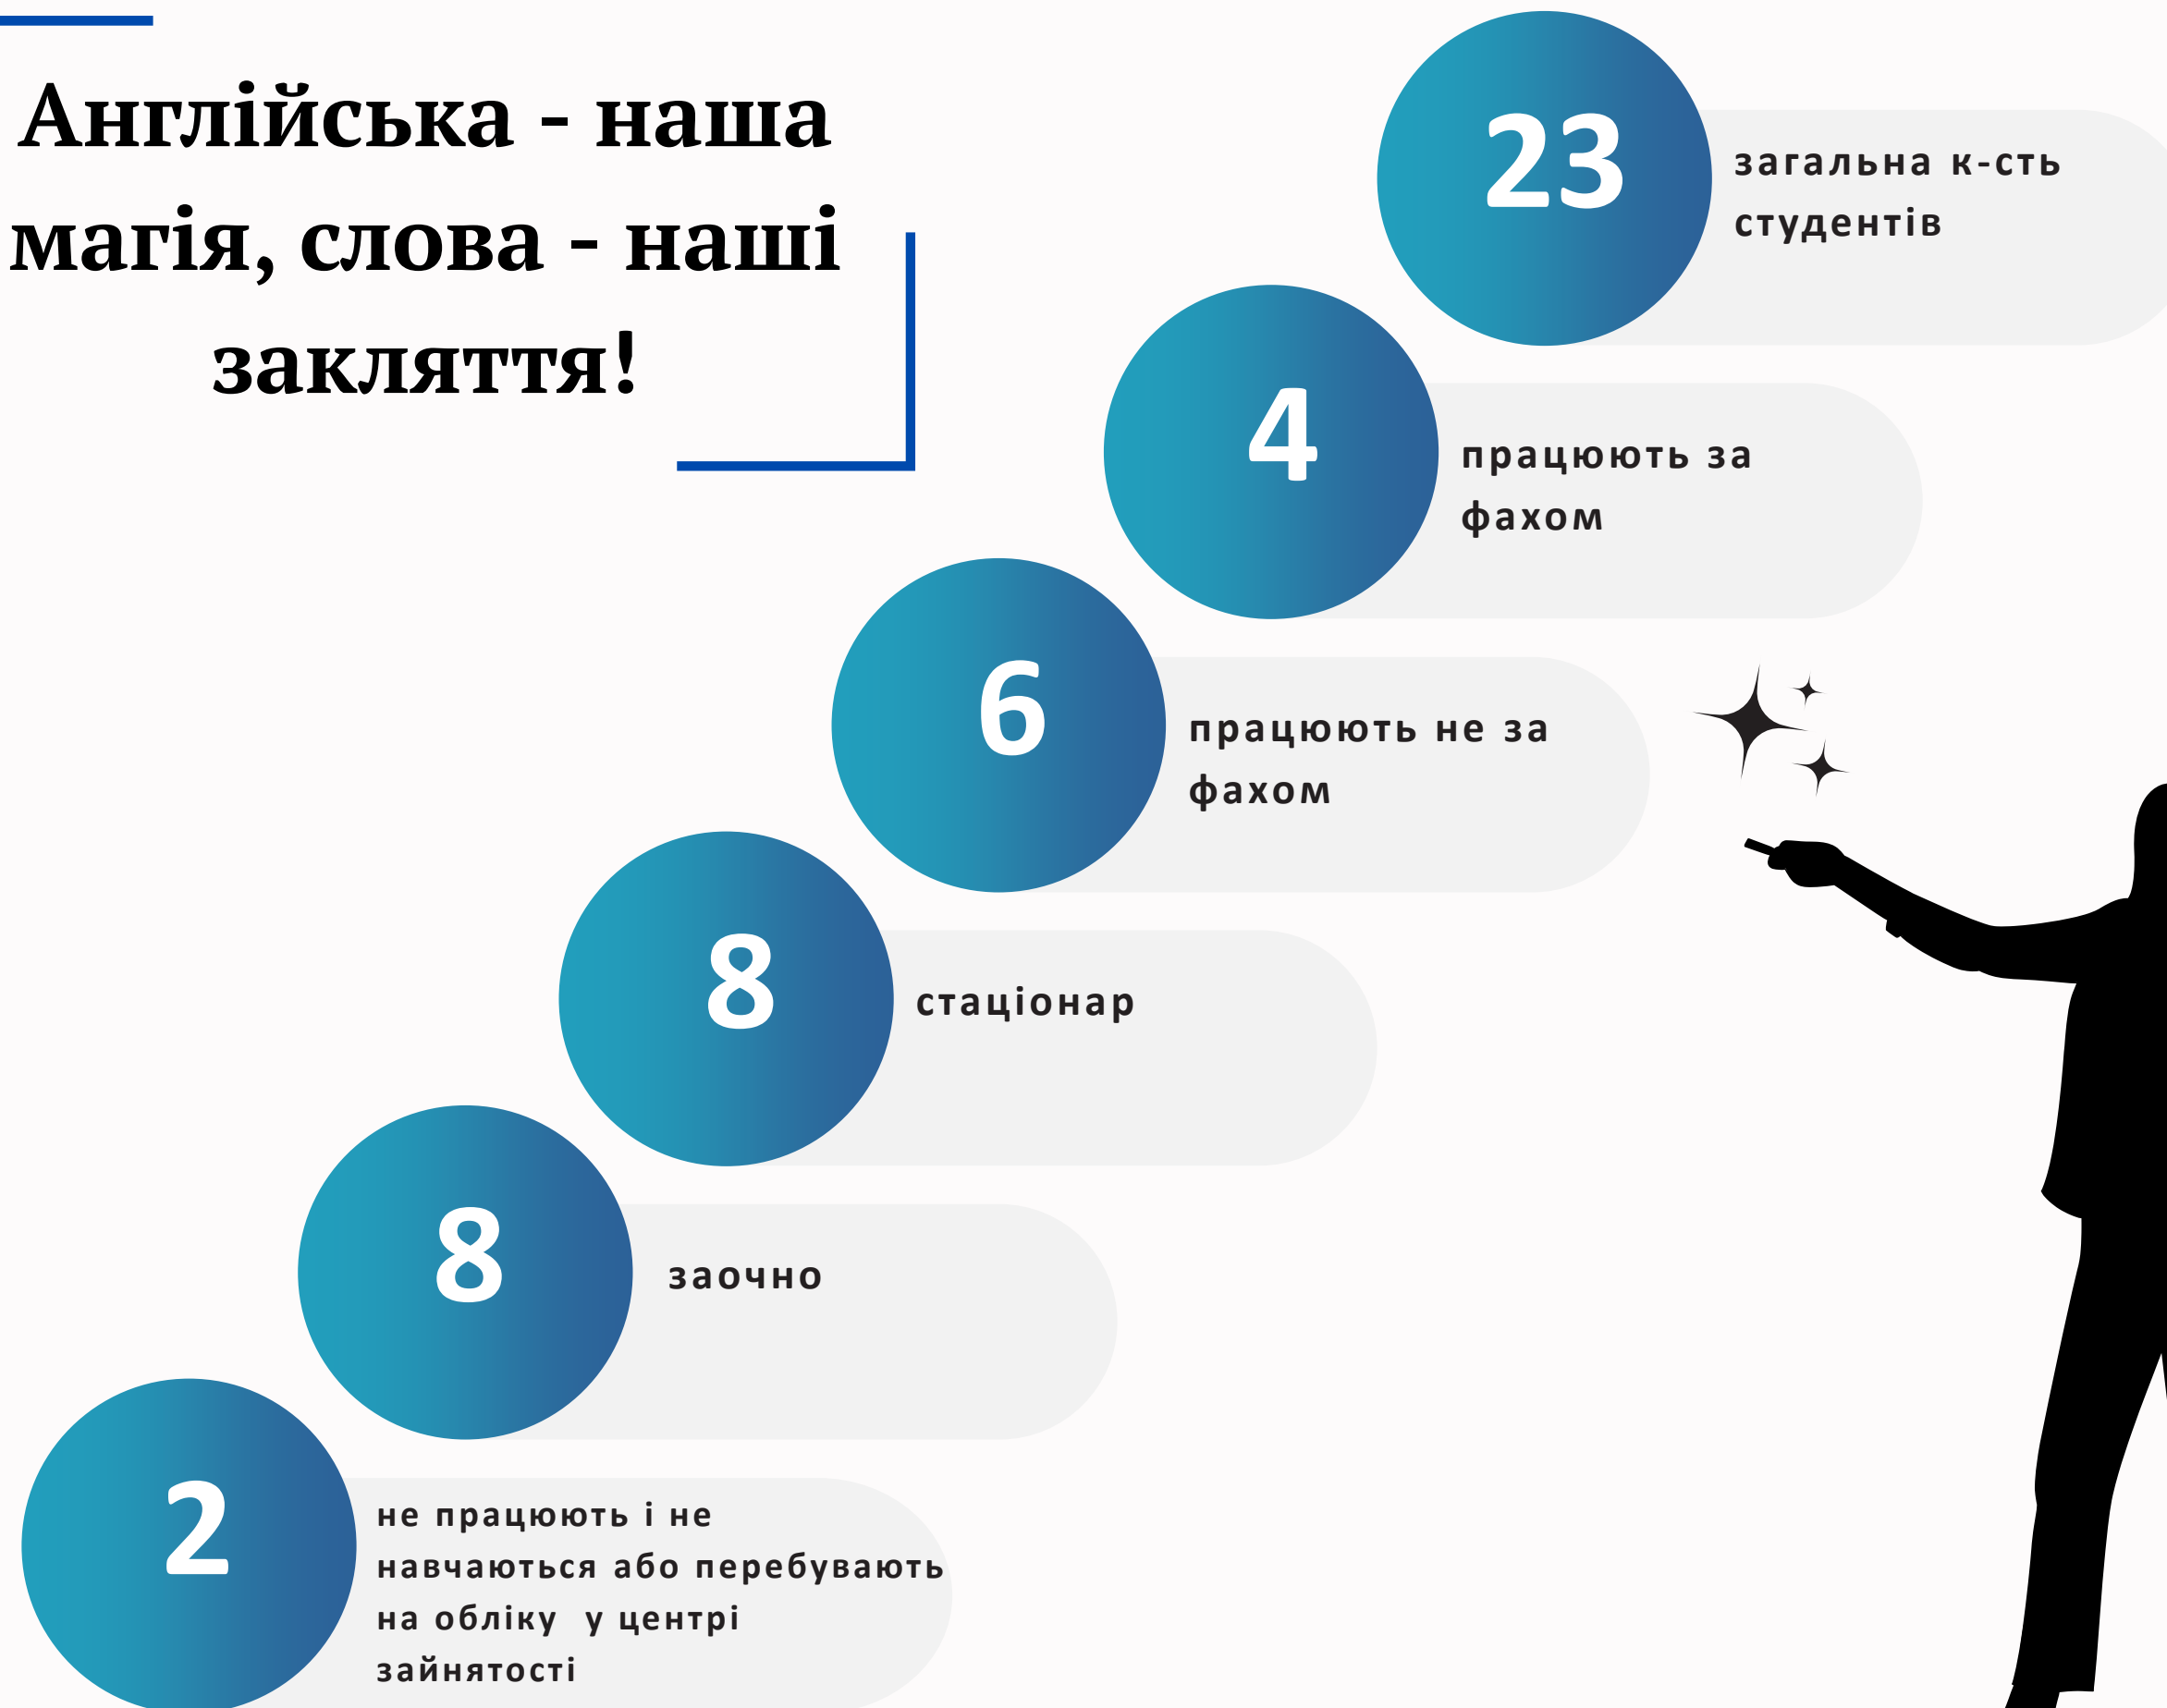 Англійська - наша
магія, слова - наші
закляття!
23
загальна к-сть
студентів
4
працюють за
фахом
6
працюють не за
фахом
8
стаціонар
8
заочно
2
не працюють і не
навчаються або перебувають
на обліку у центрі
зайнятості